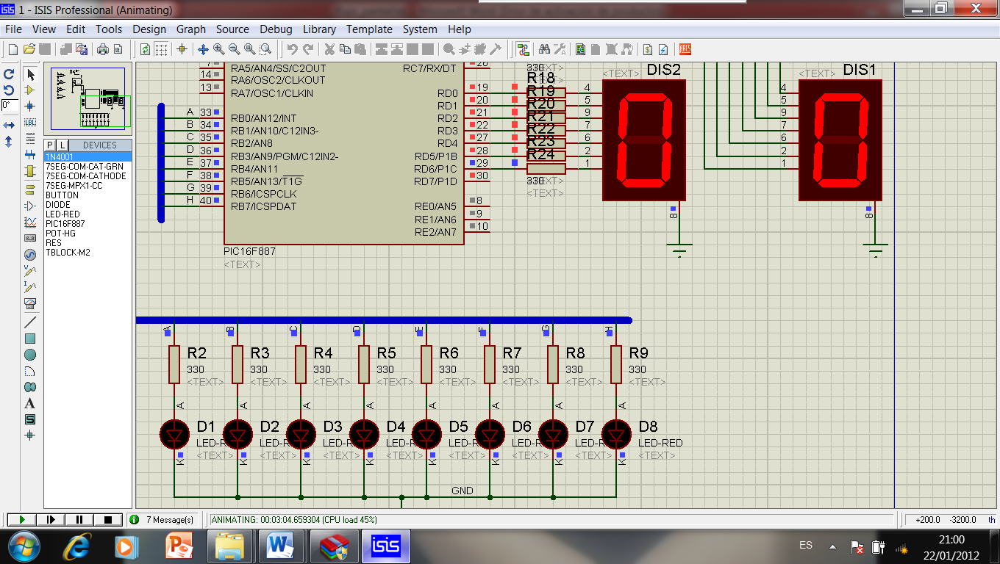 isis 1 - ISIS Professional (Animating)
File View Edit Tools Design Graph Source Debug Library Template System Help
0°
LBL
A
S
P L DEVICES
1N4001
7SEG-COM-CAT-GRN
7SEG-COM-CATHODE
7SEG-MPX1-CC
BUTTON
DIODE
LED-RED
PIC16F887
POT-HG
RES
TBLOCK-M2
RA5/AN4/SS/C2OUT
14 RA6/OSC2/CLKOUT
13 RA7/OSC1/CLKIN
A 33 RB0/AN12/INT
B 34 RB1/AN10/C12IN3-
C 35 RB2/AN8
D 36 RB3/AN9/PGM/C12IN2-
E 37 RB4/AN11
F 38 RB5/AN13/T1G
G 39 RB6/ICSPCLK
H 40 RB7/ICSPDAT
RC7/RX/DT 26
RD0 19
RD1 20
RD2 21
RD3 22
RD4 27
RD5/P1B 28
RD6/P1C 29
RD7/P1D 30
RE0/AN5 8
RE1/AN6 9
RE2/AN7 10
PIC16F887
<TEXT>
330
R18
R19
R20
R21
R22
R23
R24
330
<TEXT>
<TEXT> DIS2
4
5
9
7
6
2
1
8
<TEXT> DIS1
4
5
9
7
6
2
1
8
A B C D E F G H
R2 R3 R4 R5 R6 R7 R8 R9
330 330 330 330 330 330 330 330
<TEXT> <TEXT> <TEXT> <TEXT> <TEXT> <TEXT> <TEXT> <TEXT>
A A A A A A A A
D1 D2 D3 D4 D5 D6 D7 D8
LED-R LED-R LED-R LED-R LED-R LED-R LED-R LED-RED
<TEXT> <TEXT> <TEXT> <TEXT> <TEXT> <TEXT> <TEXT> <TEXT>
K K K K K K K K
GND
7 Message(s) ANIMATING: 00:03:04.659304 (CPU load 45%) +200.0 -3200.0 th
isis ES 21:00
22/01/2012